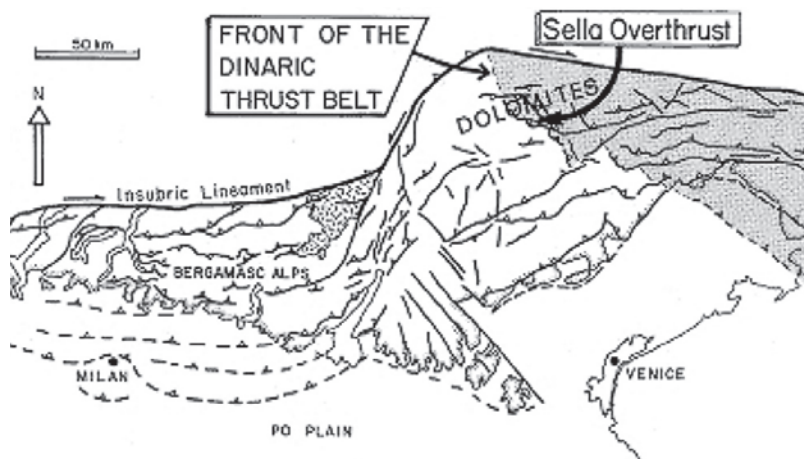 50 km
FRONT OF THE
DINARIC
THRUST BELT
Sella Overthrust
DOLOMITES
N
Insubric Lineament
BERGAMASC ALPS
MILAN
VENICE
PO PLAIN